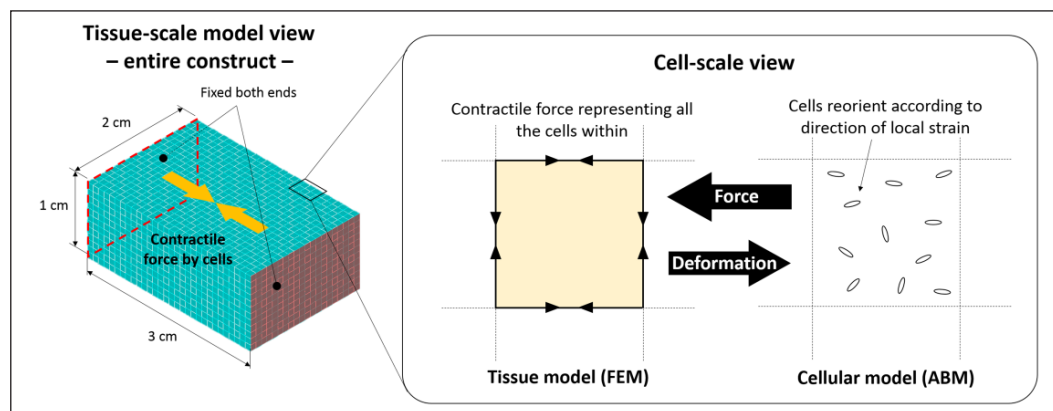 Tissue-scale model view
– entire construct –
Fixed both ends
2 cm
1 cm
Contractile
force by cells
3 cm
Cell-scale view
Contractile force representing all
the cells within
Cells reorient according to
direction of local strain
Force
Deformation
Tissue model (FEM)
Cellular model (ABM)